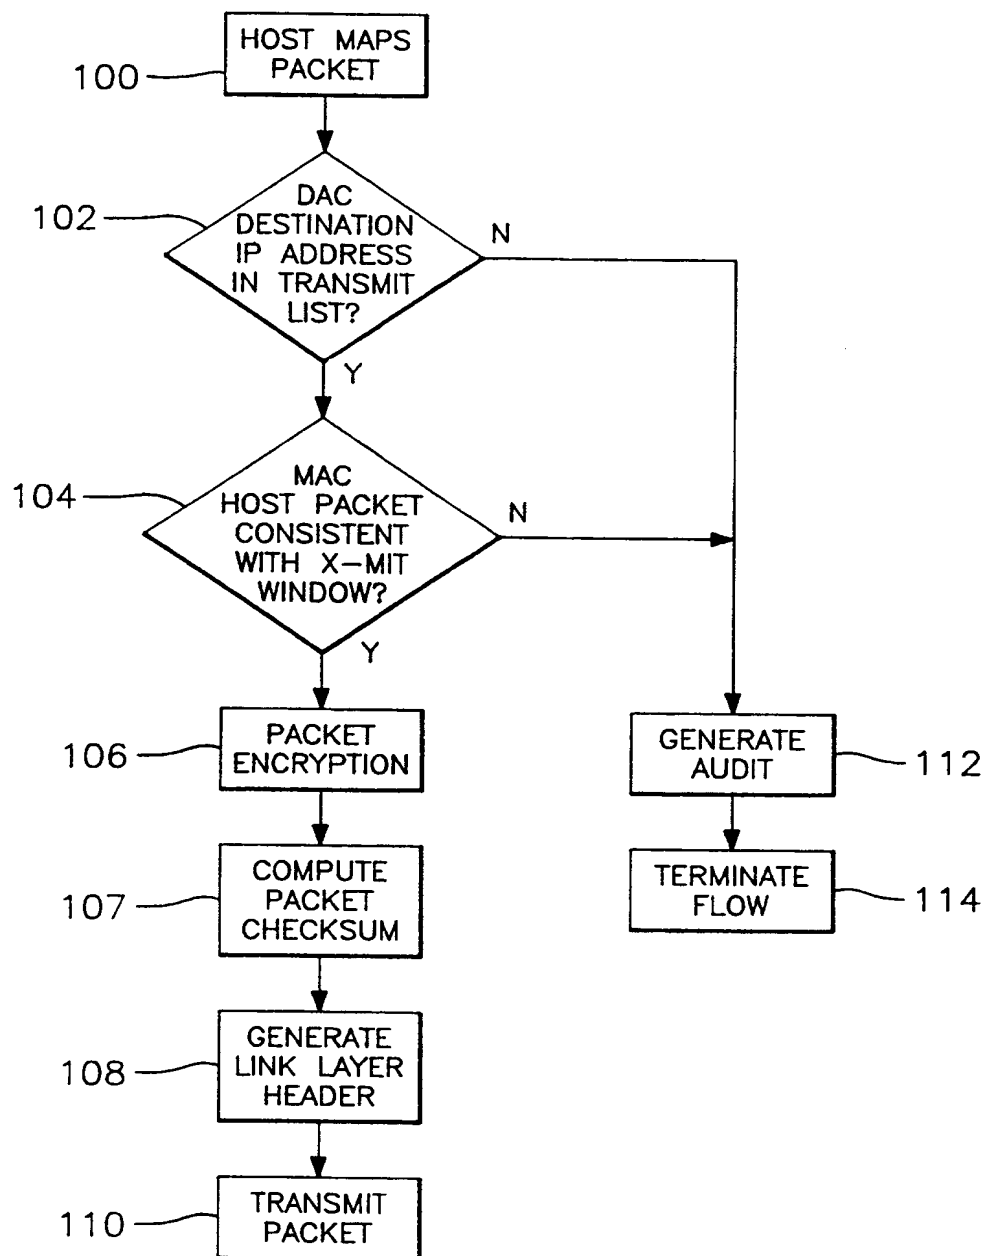 HOST MAPS
PACKET
100
DAC
DESTINATION
IP ADDRESS
IN TRANSMIT
LIST?
102
N
Y
MAC
HOST PACKET
CONSISTENT
WITH X-MIT
WINDOW?
104
N
Y
PACKET
ENCRYPTION
106
GENERATE
AUDIT
112
COMPUTE
PACKET
CHECKSUM
107
TERMINATE
FLOW
114
GENERATE
LINK LAYER
HEADER
108
TRANSMIT
PACKET
110